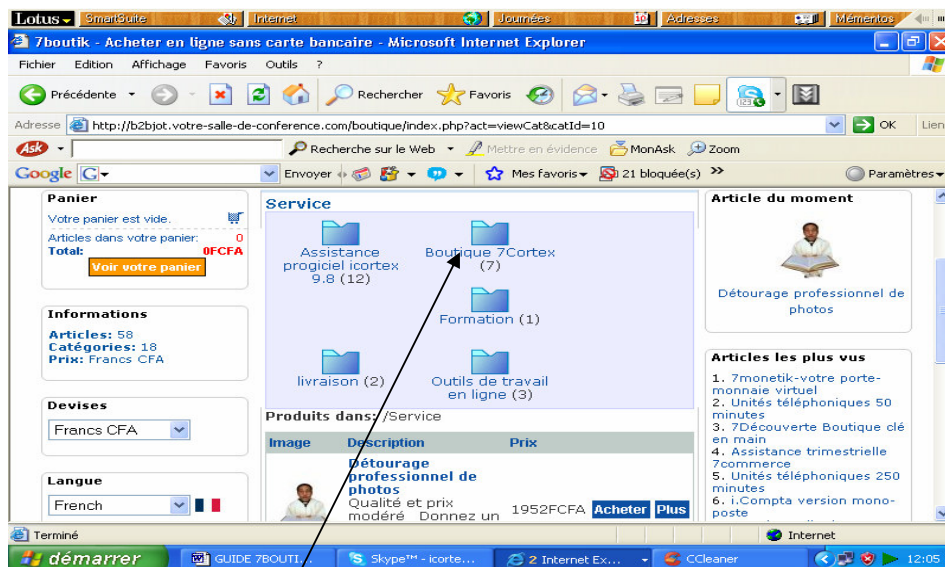 Lotus SmartSuite Internet Journées 10 Adresses Mémentos
7boutik - Acheter en ligne sans carte bancaire - Microsoft Internet Explorer
Fichier Edition Affichage Favoris Outils ?
Précédente Rechercher Favoris
Adresse http://b2bjot.votre-salle-de-conference.com/boutique/index.php?act=viewCat&catId=10 OK Lien
Ask Recherche sur le Web Mettre en évidence MonAsk Zoom
Google G Envoyer Mes favoris 21 bloquée(s) >> Paramètres
Panier
Votre panier est vide.
Articles dans votre panier: 0
Total: 0FCFA
Voir votre panier
Informations
Articles: 58
Catégories: 18
Prix: Francs CFA
Devises
Francs CFA
Langue
French
Service
Assistance
progiciel icortex
9.8 (12)
Boutique 7Cortex
(7)
Formation (1)
livraison (2)
Outils de travail
en ligne (3)
Produits dans: /Service
Image Description Prix
Détourage
professionnel de
photos
Qualité et prix
modéré Donnez un
1952FCFA Acheter Plus
Article du moment
Détourage professionnel de
photos
Articles les plus vus
1. 7monetik-votre porte-
monnaie virtuel
2. Unités téléphoniques 50
minutes
3. 7Découverte Boutique clé
en main
4. Assistance trimestrielle
7commerce
5. Unités téléphoniques 250
minutes
6. i.Compta version mono-
poste
Terminé Internet
démarrer GUIDE 7BOUTI... Skype™ - icorte... 2 Internet Ex... CCleaner 12:05